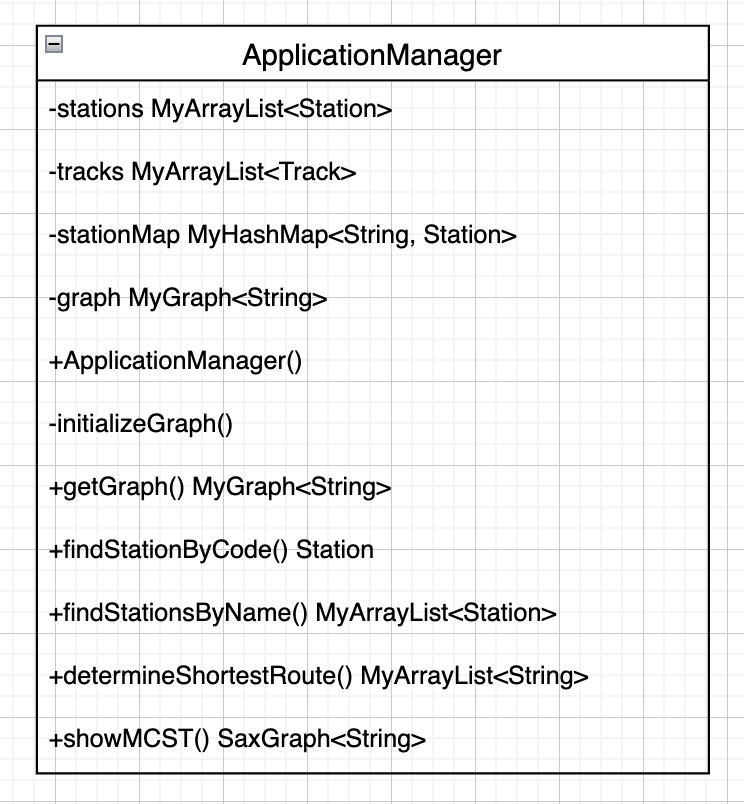 ApplicationManager
-stations MyArrayList<Station>
-tracks MyArrayList<Track>
-stationMap MyHashMap<String, Station>
-graph MyGraph<String>
+ApplicationManager()
-initializeGraph()
+getGraph() MyGraph<String>
+findStationByCode() Station
+findStationsByName() MyArrayList<Station>
+determineShortestRoute() MyArrayList<String>
+showMCST() SaxGraph<String>